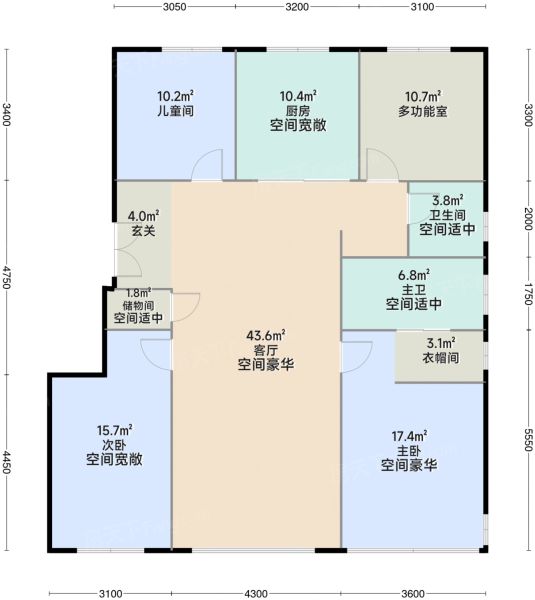 3050
3200
3100
3400
4750
4450
3300
2000
1750
5550
10.2㎡
儿童间
10.4㎡
厨房
空间宽敞
10.7㎡
多功能室
4.0㎡
玄关
3.8㎡
卫生间
空间适中
1.8㎡
储物间
空间适中
6.8㎡
主卫
空间适中
43.6㎡
客厅
空间豪华
3.1㎡
衣帽间
15.7㎡
次卧
空间宽敞
17.4㎡
主卧
空间豪华
3100
4300
3600